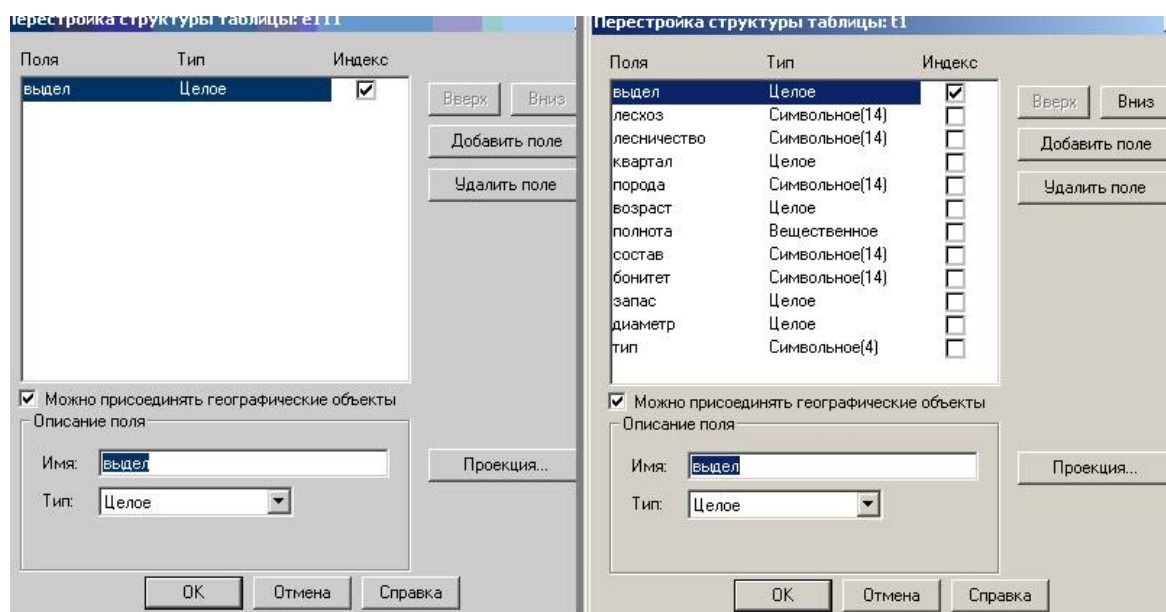 Перестройка структуры таблицы: e111
Поля Тип Индекс
выдел Целое
Вверх Вниз
Добавить поле
Удалить поле
Можно присоединять географические объекты
Описание поля
Имя: выдел
Проекция...
Тип: Целое
OK Отмена Справка
Перестройка структуры таблицы: t1
Поля Тип Индекс
выдел Целое
лесхоз Символьное(14)
лесничество Символьное(14)
квартал Целое
порода Символьное(14)
возраст Целое
полнота Вещественное
состав Символьное(14)
бонитет Символьное(14)
запас Целое
диаметр Целое
тип Символьное(4)
Вверх Вниз
Добавить поле
Удалить поле
Можно присоединять географические объекты
Описание поля
Имя: выдел
Проекция...
Тип: Целое
OK Отмена Справка